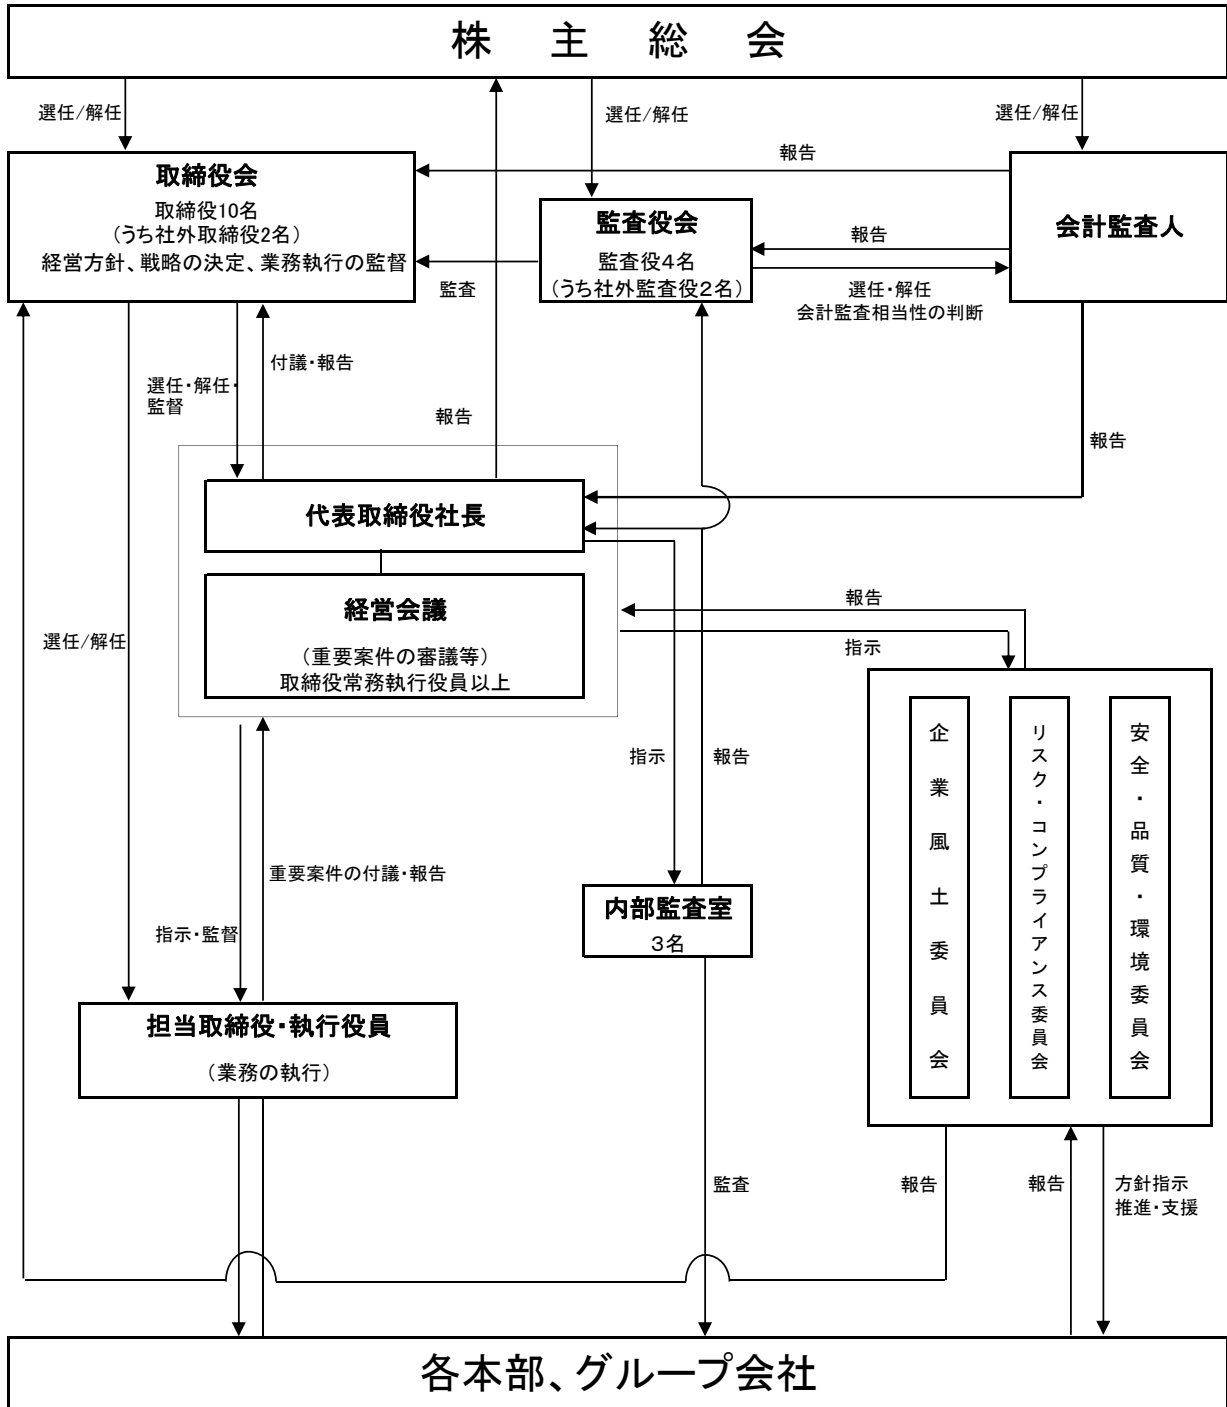 株主総会
選任/解任
選任/解任
選任/解任
取締役会
取締役10名
(うち社外取締役2名)
経営方針、戦略の決定、業務執行の監督
報告
監査役会
監査役4名
(うち社外監査役2名)
会計監査人
報告
監査
選任・解任
会計監査相当性の判断
付議・報告
選任・解任・
監督
報告
報告
代表取締役社長
経営会議
(重要案件の審議等)
取締役常務執行役員以上
選任/解任
報告
指示
指示
報告
企業風土委員会
リスク・コンプライアンス委員会
安全・品質・環境委員会
重要案件の付議・報告
指示・監督
内部監査室
3名
担当取締役・執行役員
(業務の執行)
監査
報告
報告
方針指示
推進・支援
各本部、グループ会社